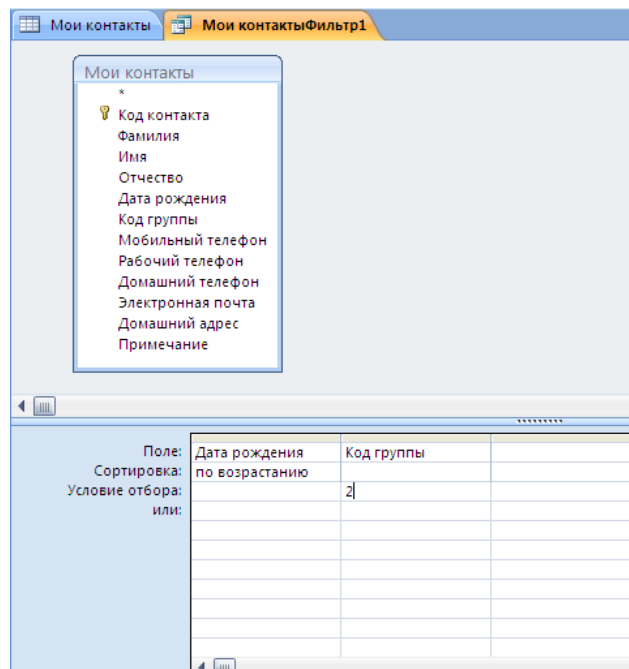 Мои контакты Мои контактыФильтр1
Мои контакты
*
Код контакта
Фамилия
Имя
Отчество
Дата рождения
Код группы
Мобильный телефон
Рабочий телефон
Домашний телефон
Электронная почта
Домашний адрес
Примечание
Поле: Дата рождения Код группы
Сортировка: по возрастанию
Условие отбора: 2
или: